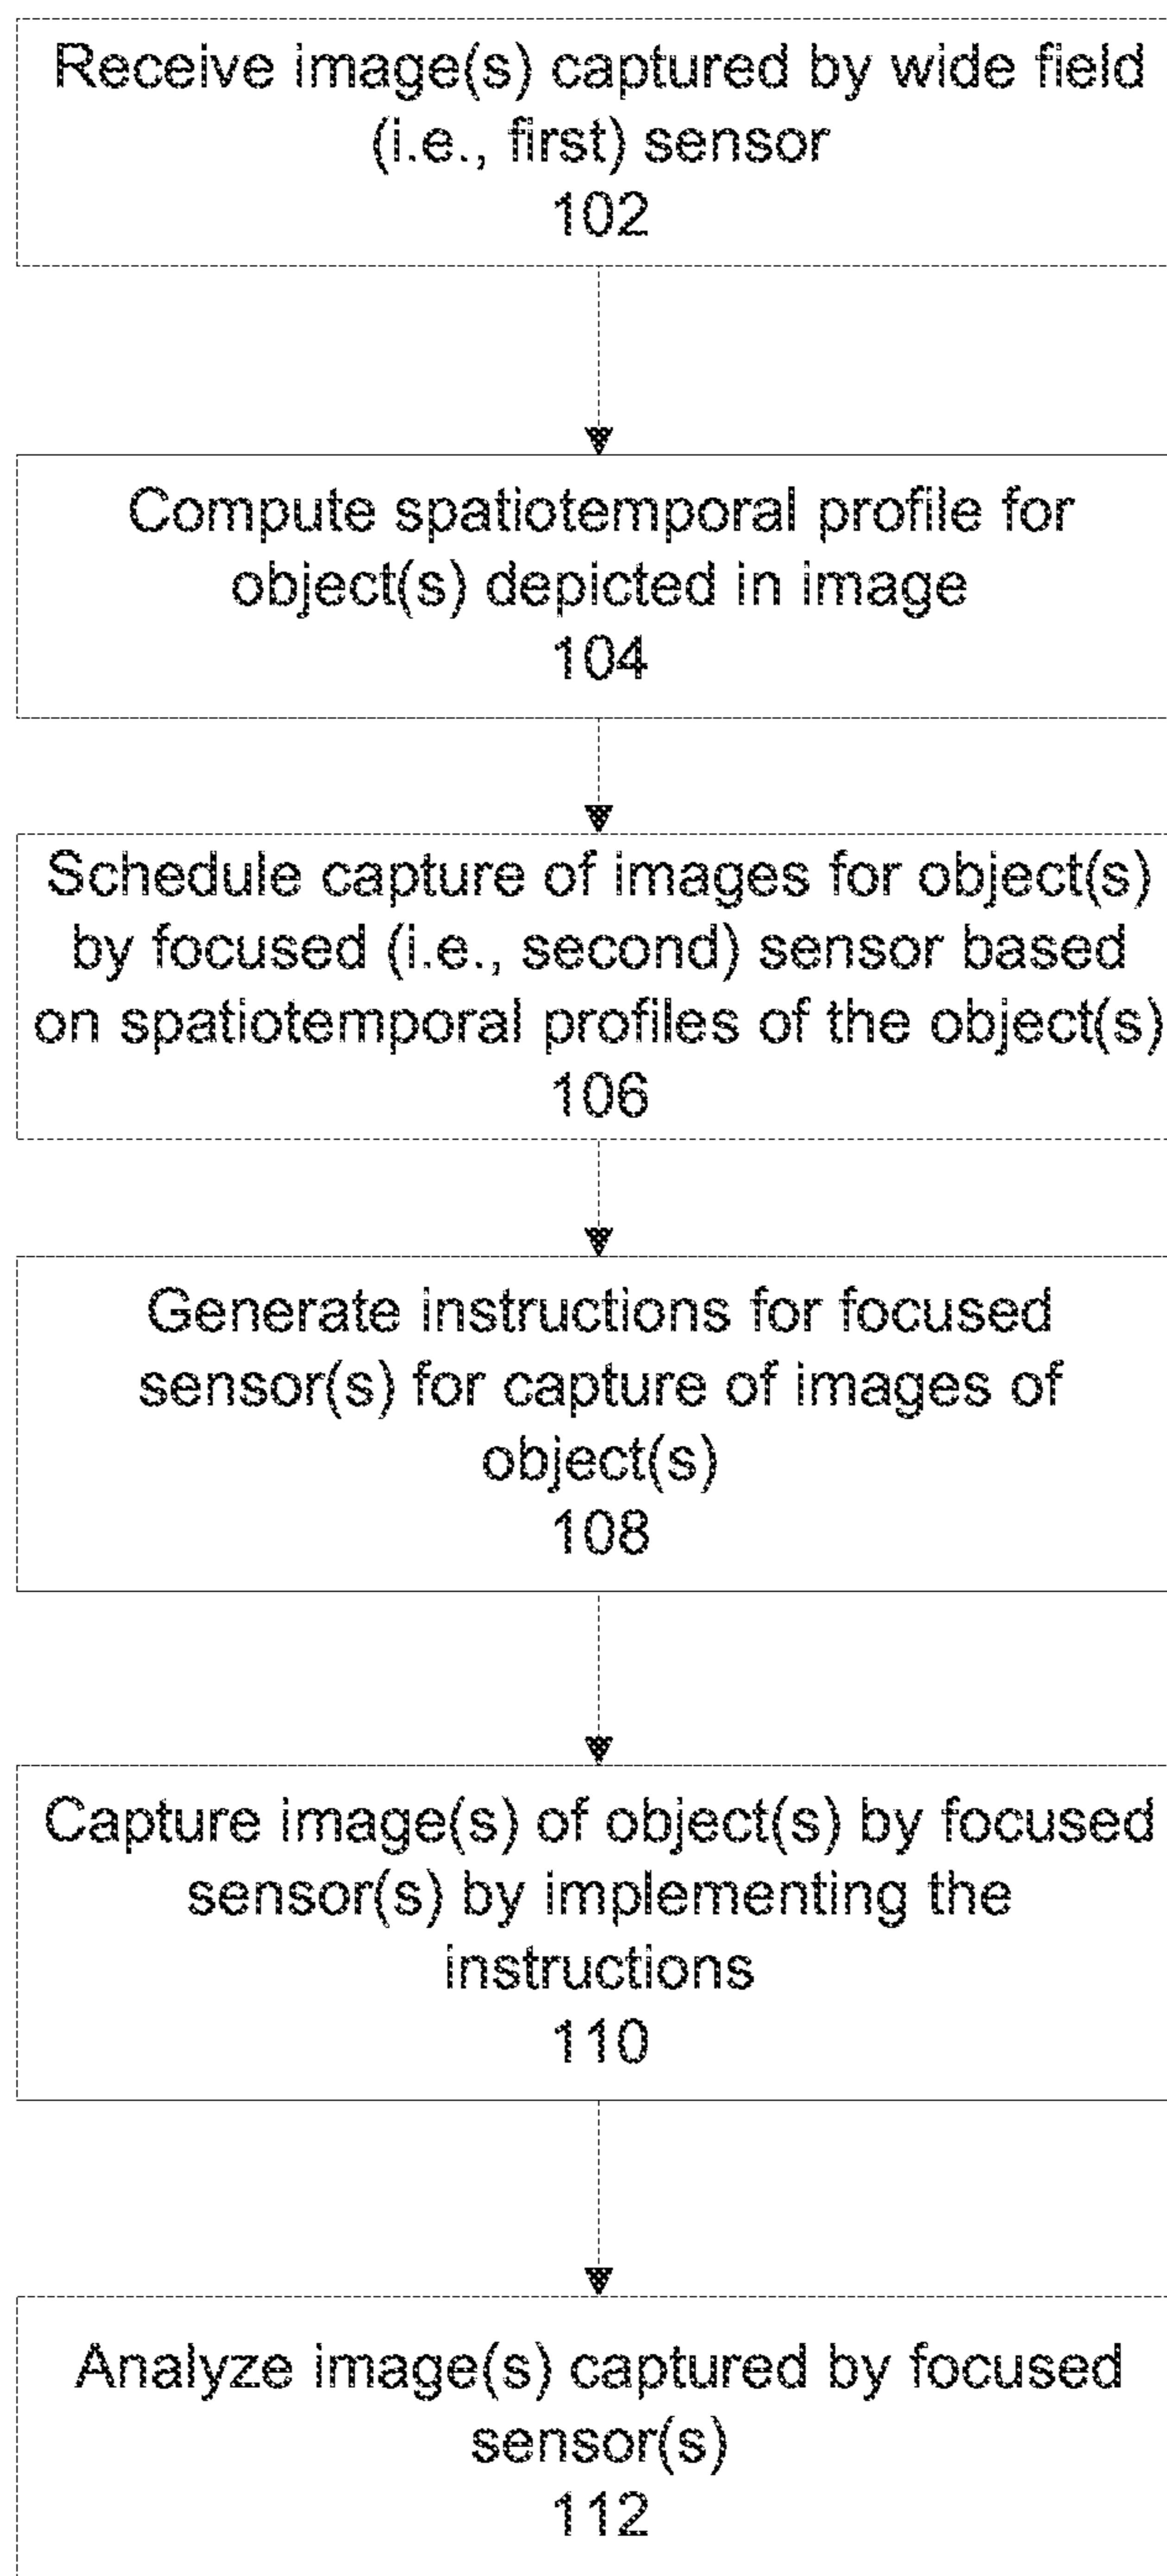 Receive image(s) captured by wide field
(i.e., first) sensor
102
Compute spatiotemporal profile for
object(s) depicted in image
104
Schedule capture of images for object(s)
by focused (i.e., second) sensor based
on spatiotemporal profiles of the object(s)
106
Generate instructions for focused
sensor(s) for capture of images of
object(s)
108
Capture image(s) of object(s) by focused
sensor(s) by implementing the
instructions
110
Analyze image(s) captured by focused
sensor(s)
112